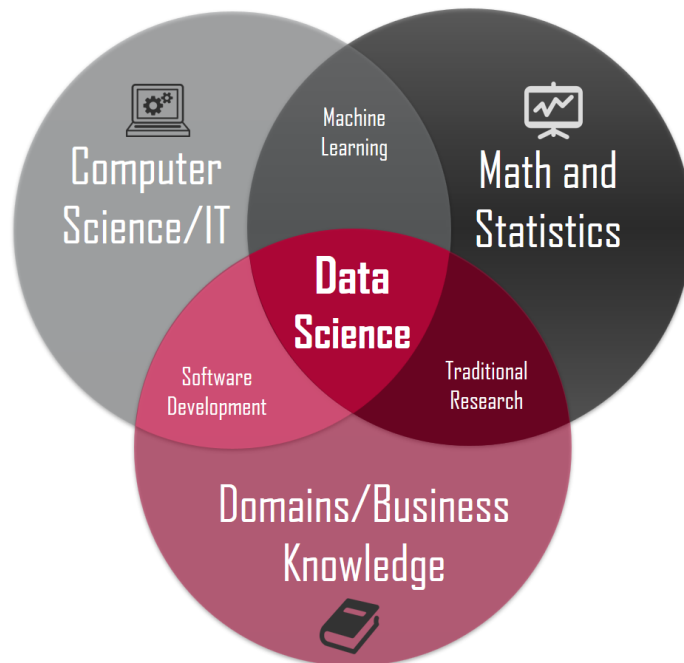 Machine
Learning
Computer
Science/IT
Math and
Statistics
Data
Science
Software
Development
Traditional
Research
Domains/Business
Knowledge